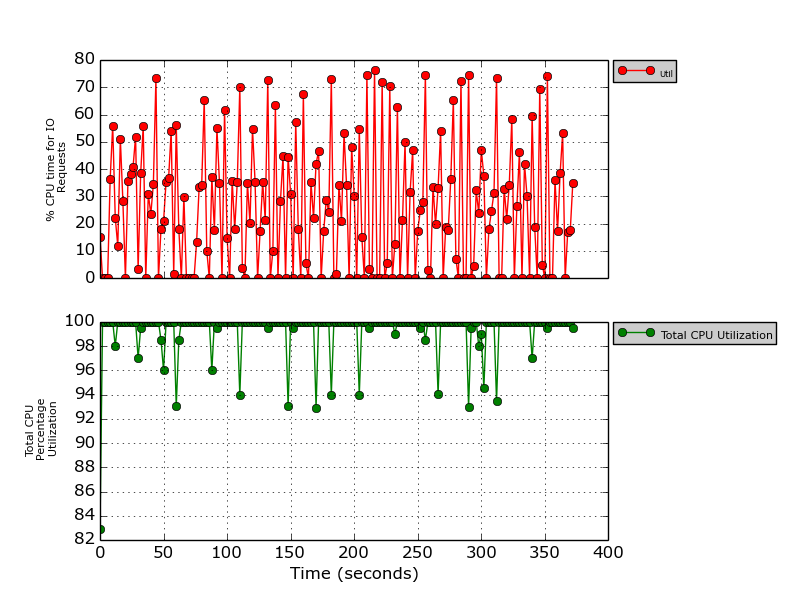 80
70
60
50
40
30
20
10
0
% CPU time for IO
Requests
Util
100
98
96
94
92
90
88
86
84
82
Total CPU
Percentage
Utilization
Total CPU Utilization
0 50 100 150 200 250 300 350 400
Time (seconds)